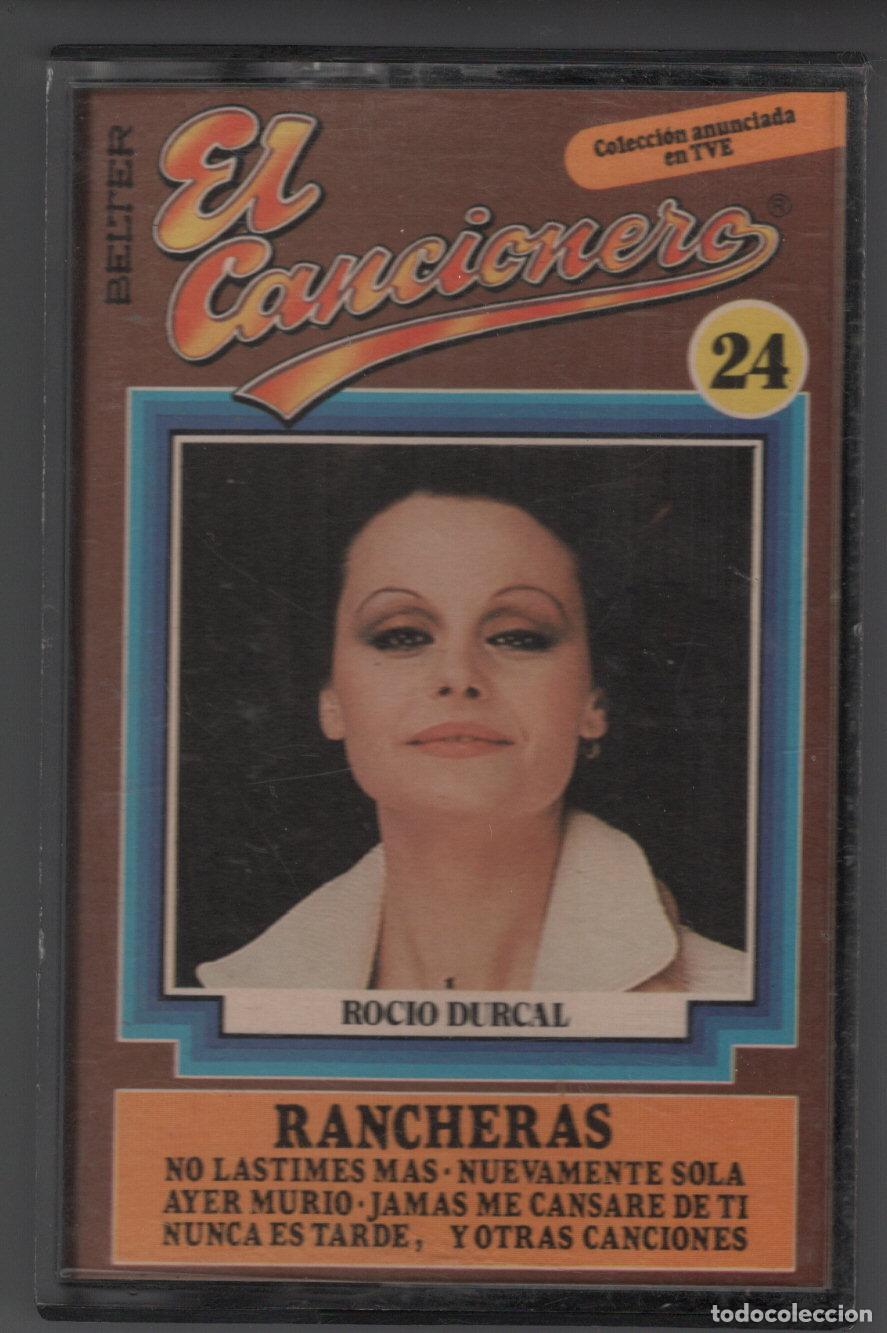 BELTER
El
Cancionero®
Colección anunciada
en TVE
24
ROCIO DURCAL
RANCHERAS
NO LASTIMES MAS · NUEVAMENTE SOLA
AYER MURIO · JAMAS ME CANSARE DE TI
NUNCA ES TARDE, Y OTRAS CANCIONES
todocoleccion